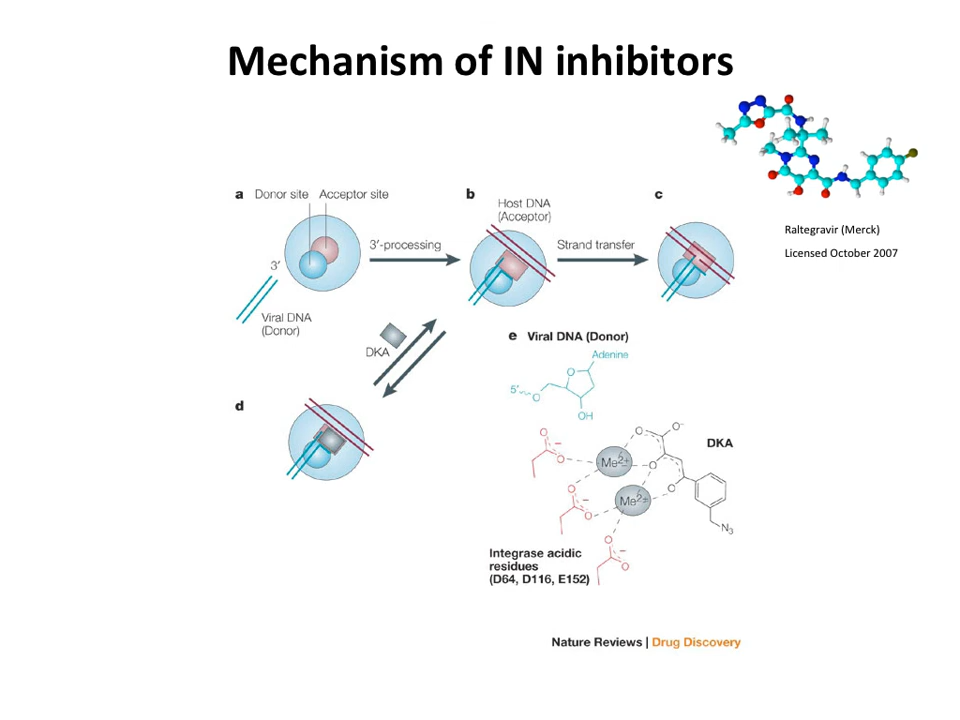 Mechanism of IN inhibitors
Raltegravir (Merck)
Licensed October 2007
a Donor site Acceptor site
3′
Viral DNA
(Donor)
3′-processing
b
Host DNA
(Acceptor)
Strand transfer
c
DKA
d
e Viral DNA (Donor)
Adenine
O
5′
O
OH
O
O
–
O
O
–
O
O
–
O
Me2+
Me2+
O
O–
O
O
DKA
N3
Integrase acidic
residues
(D64, D116, E152)
Nature Reviews | Drug Discovery